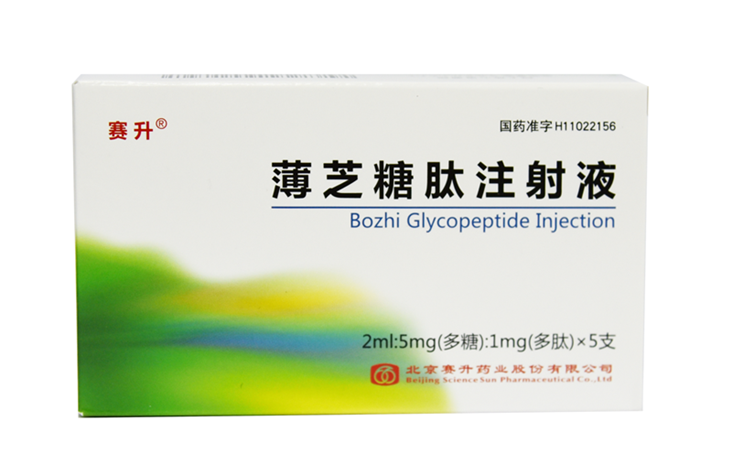 赛升®
国药准字H11022156
薄芝糖肽注射液
Bozhi Glycopeptide Injection
2ml:5mg(多糖):1mg(多肽)×5支
北京赛升药业股份有限公司
Beijing Science Sun Pharmaceutical Co.,Ltd